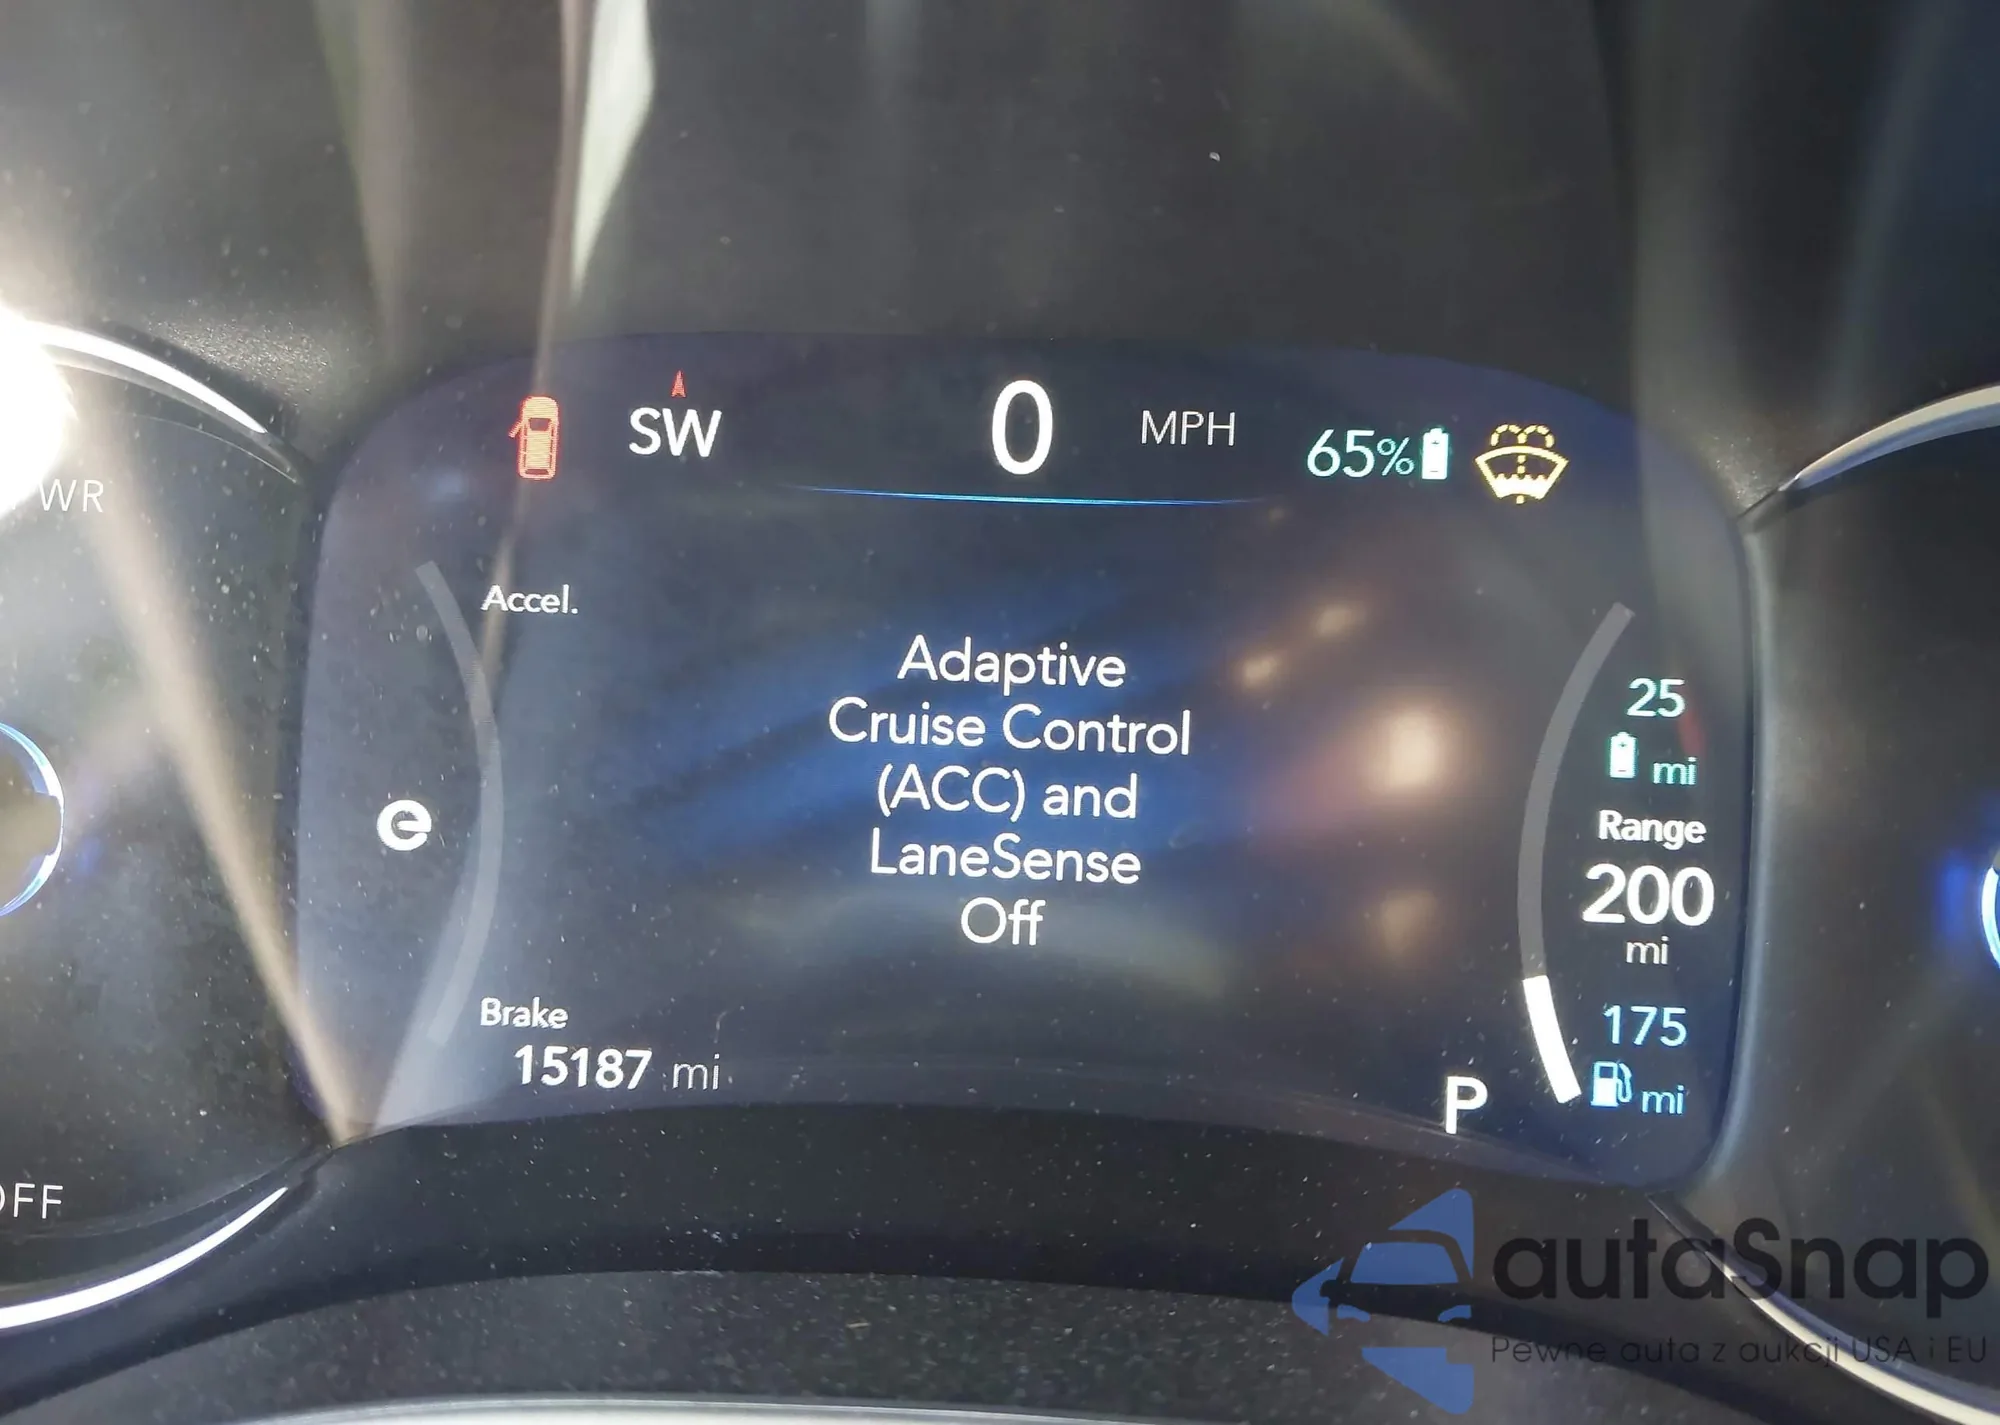 SW
0 MPH
65%
WR
Accel.
Adaptive
Cruise Control
(ACC) and
LaneSense
Off
25
mi
Range
200
mi
175
mi
Brake
15187 mi
P
OFF
autaSnap
Pewne auta z aukcji USA i EU